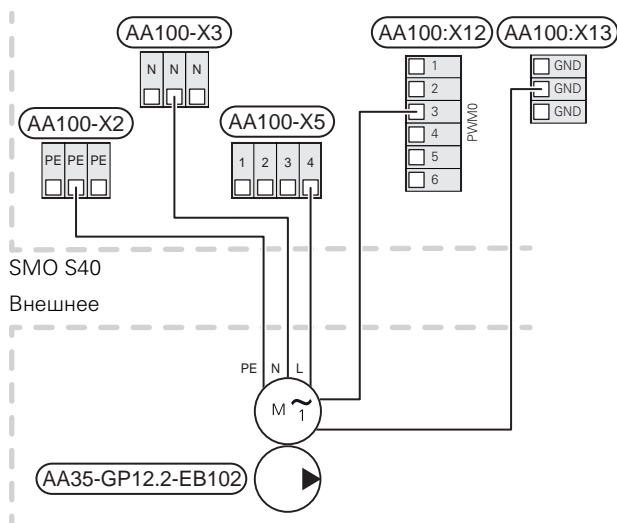 AA100-X3
N N N
AA100-X2
PE PE PE
AA100-X5
1 2 3 4
AA100:X12
1
2
3
4
5
6
PWM0
AA100:X13
GND
GND
GND
SMO S40
Внешнее
PE N L
M ~
1
AA35-GP12.2-EB102